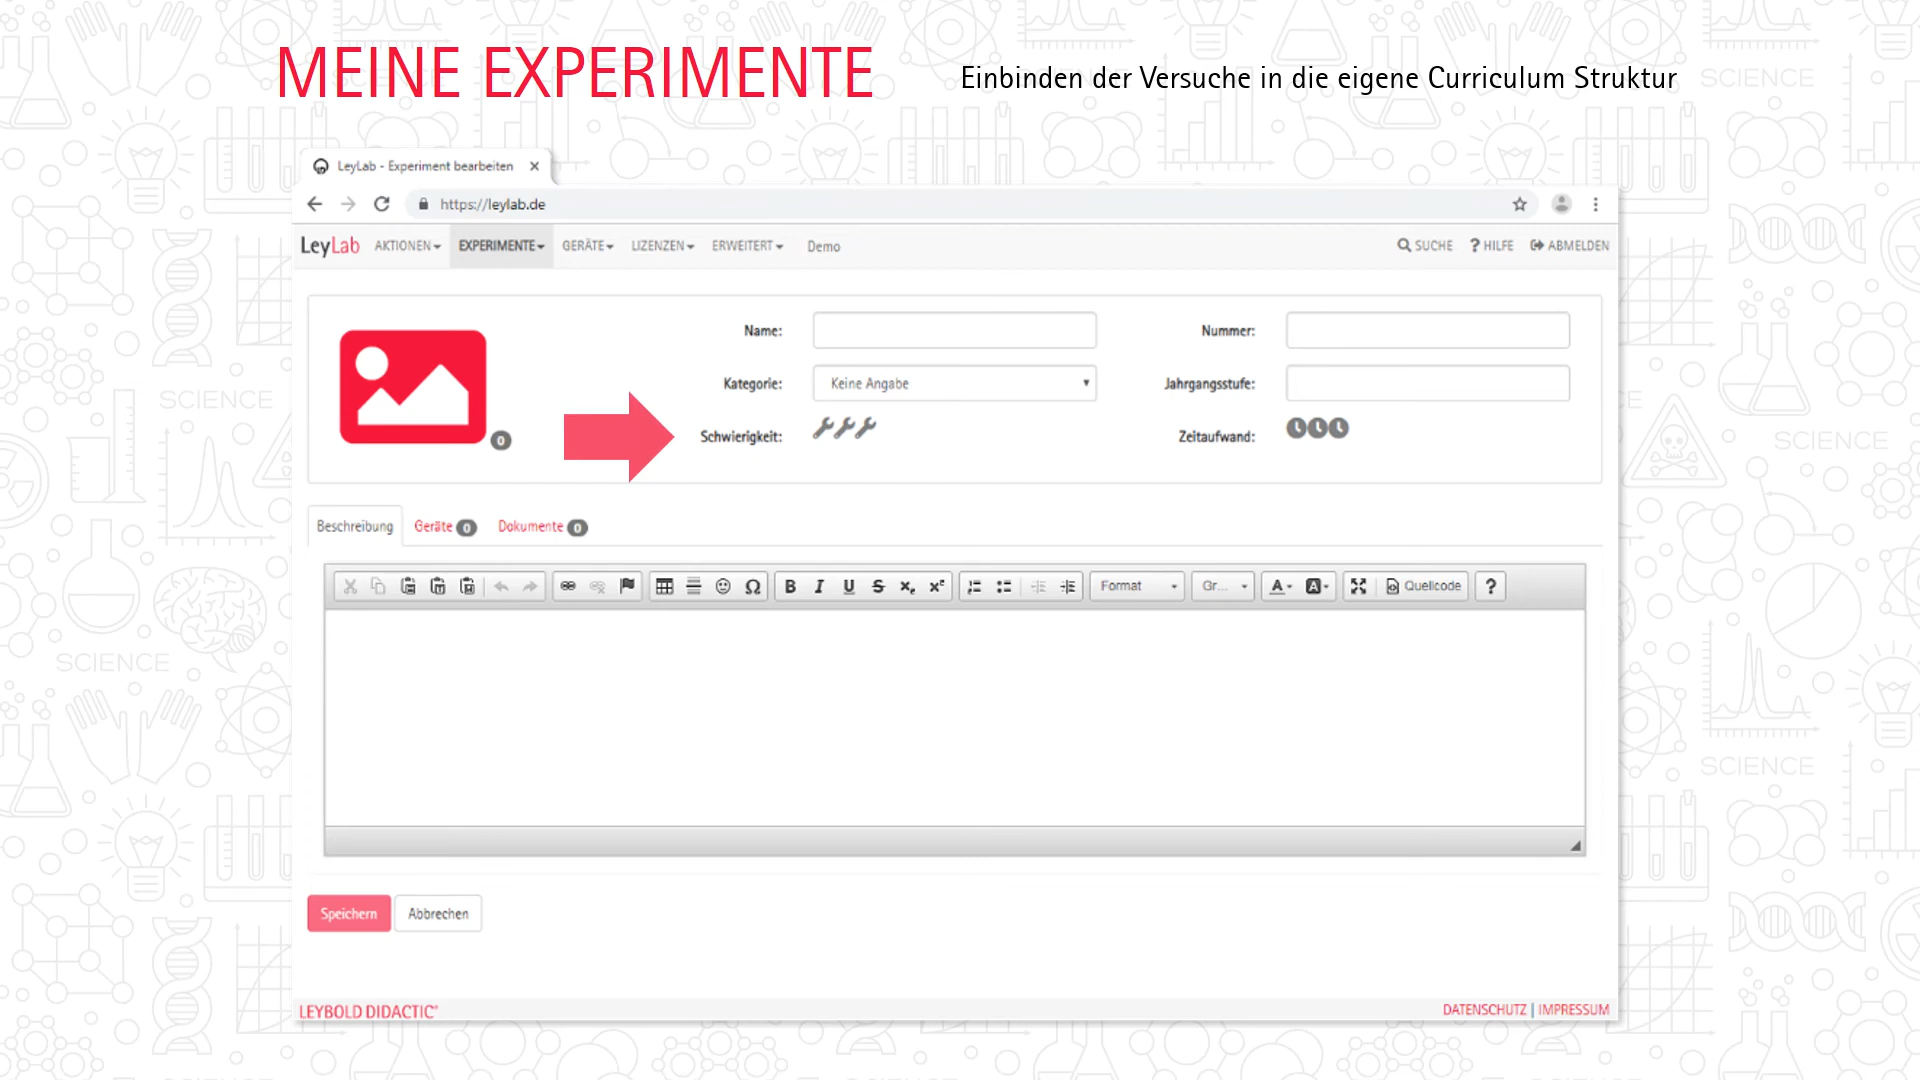 MEINE EXPERIMENTE
Einbinden der Versuche in die eigene Curriculum Struktur
LeyLab - Experiment bearbeiten
https://leylab.de
LeyLab AKTIONEN EXPERIMENTE GERÄTE LIZENZEN ERWEITERT Demo SUCHE ? HILFE ABMELDEN
Name: Nummer:
Kategorie: Keine Angabe Jahrgangsstufe:
0 Schwierigkeit: Zeitaufwand:
Beschreibung Geräte 0 Dokumente 0
B I U S x₂ x² Format Gr... A A Quellcode ?
Speichern Abbrechen
LEYBOLD DIDACTIC DATENSCHUTZ | IMPRESSUM
SCIENCE
SCIENCE
SCIENCE
SCIENCE
SCIENCE